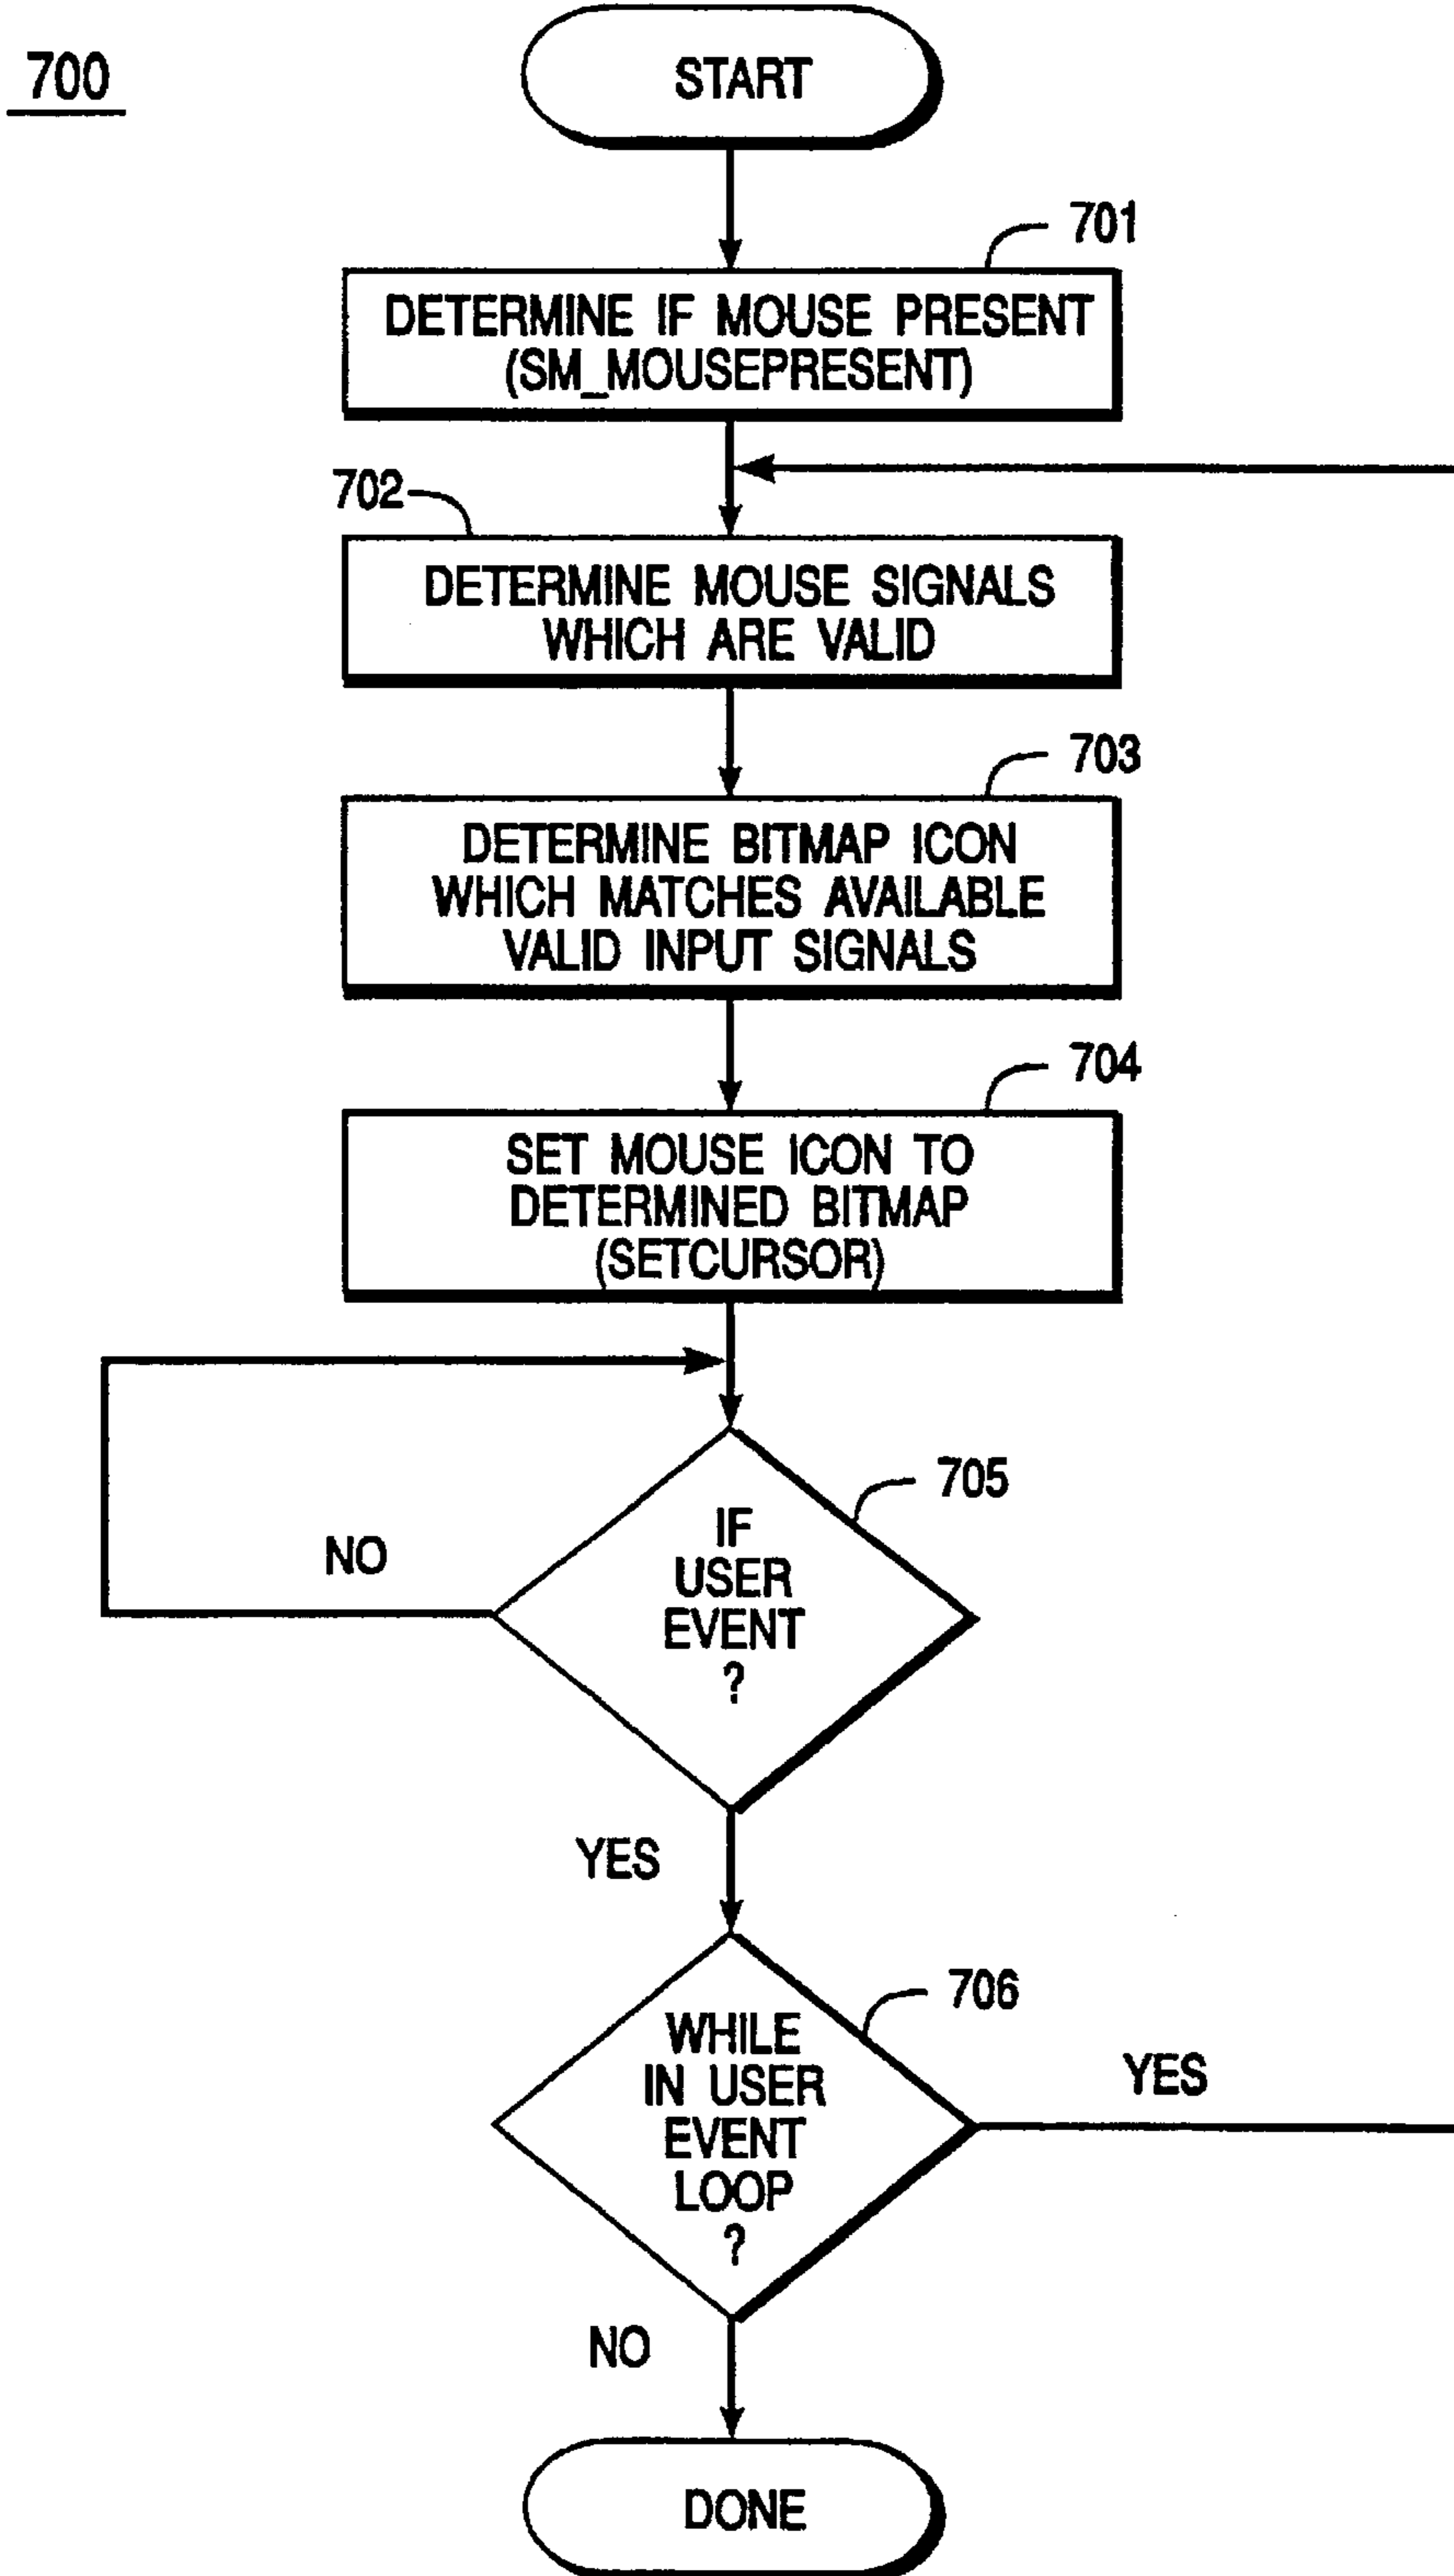 700
START
701
DETERMINE IF MOUSE PRESENT
(SM_MOUSEPRESENT)
702
DETERMINE MOUSE SIGNALS
WHICH ARE VALID
703
DETERMINE BITMAP ICON
WHICH MATCHES AVAILABLE
VALID INPUT SIGNALS
704
SET MOUSE ICON TO
DETERMINED BITMAP
(SETCURSOR)
705
IF
USER
EVENT
?
NO
YES
706
WHILE
IN USER
EVENT
LOOP
?
YES
NO
DONE